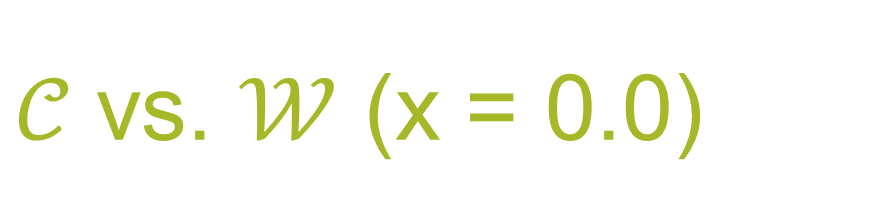 𝒞 vs. 𝒲 (x = 0.0)